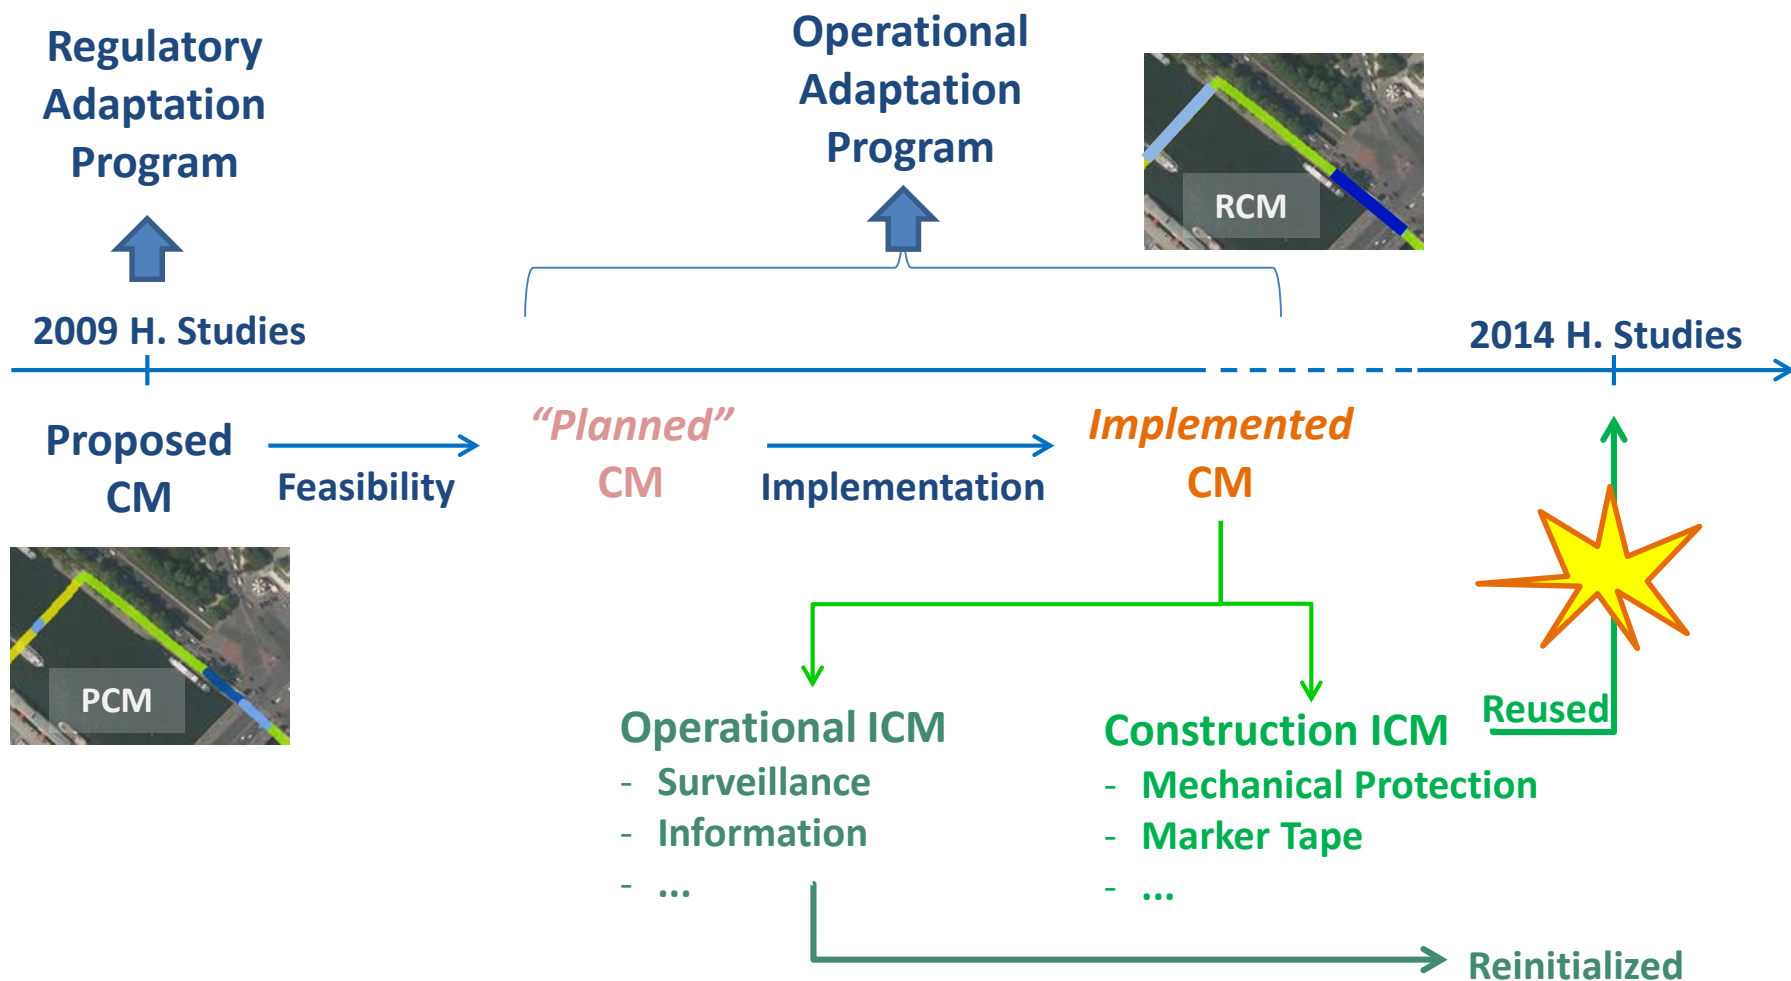 Regulatory
Adaptation
Program
Operational
Adaptation
Program
RCM
2009 H. Studies
2014 H. Studies
Proposed
CM
Feasibility
“Planned”
CM
Implementation
Implemented
CM
PCM
Operational ICM
- Surveillance
- Information
- ...
Construction ICM
- Mechanical Protection
- Marker Tape
- ...
Reused
Reinitialized